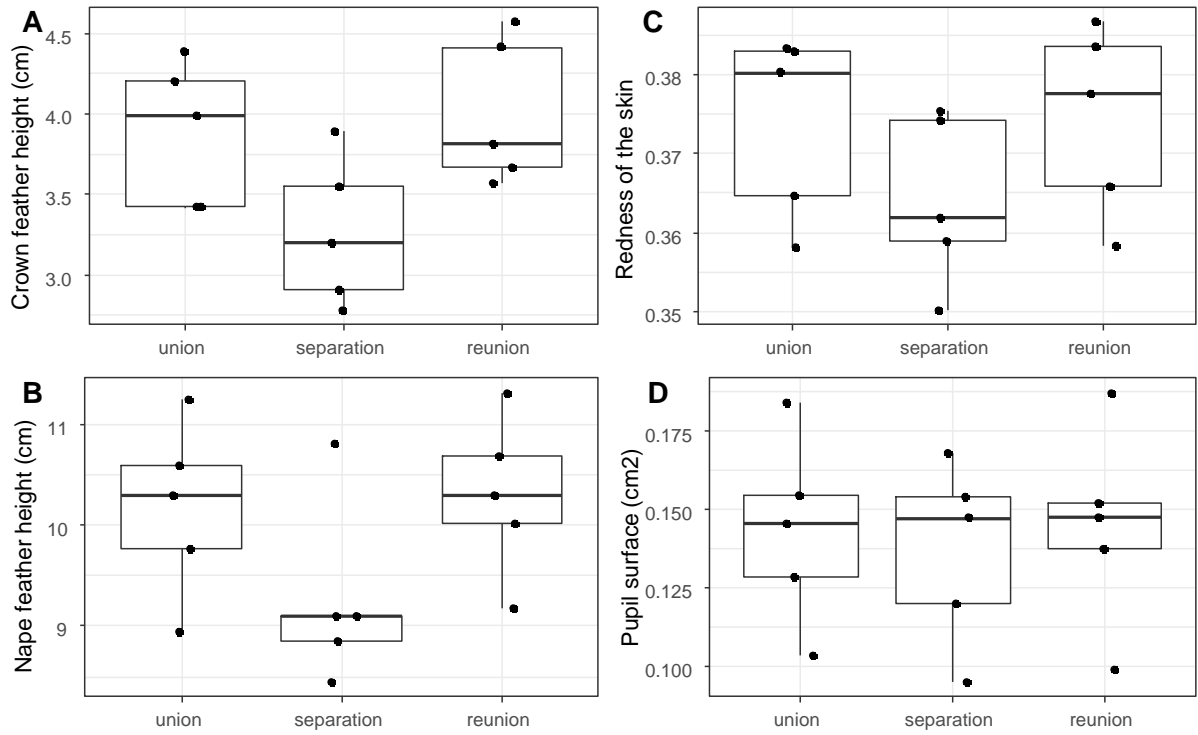 A
Crown feather height (cm)
4.5
4.0
3.5
3.0
union separation reunion
C
Redness of the skin
0.38
0.37
0.36
0.35
union separation reunion
B
Nape feather height (cm)
11
10
9
union separation reunion
D
Pupil surface (cm2)
0.175
0.150
0.125
0.100
union separation reunion